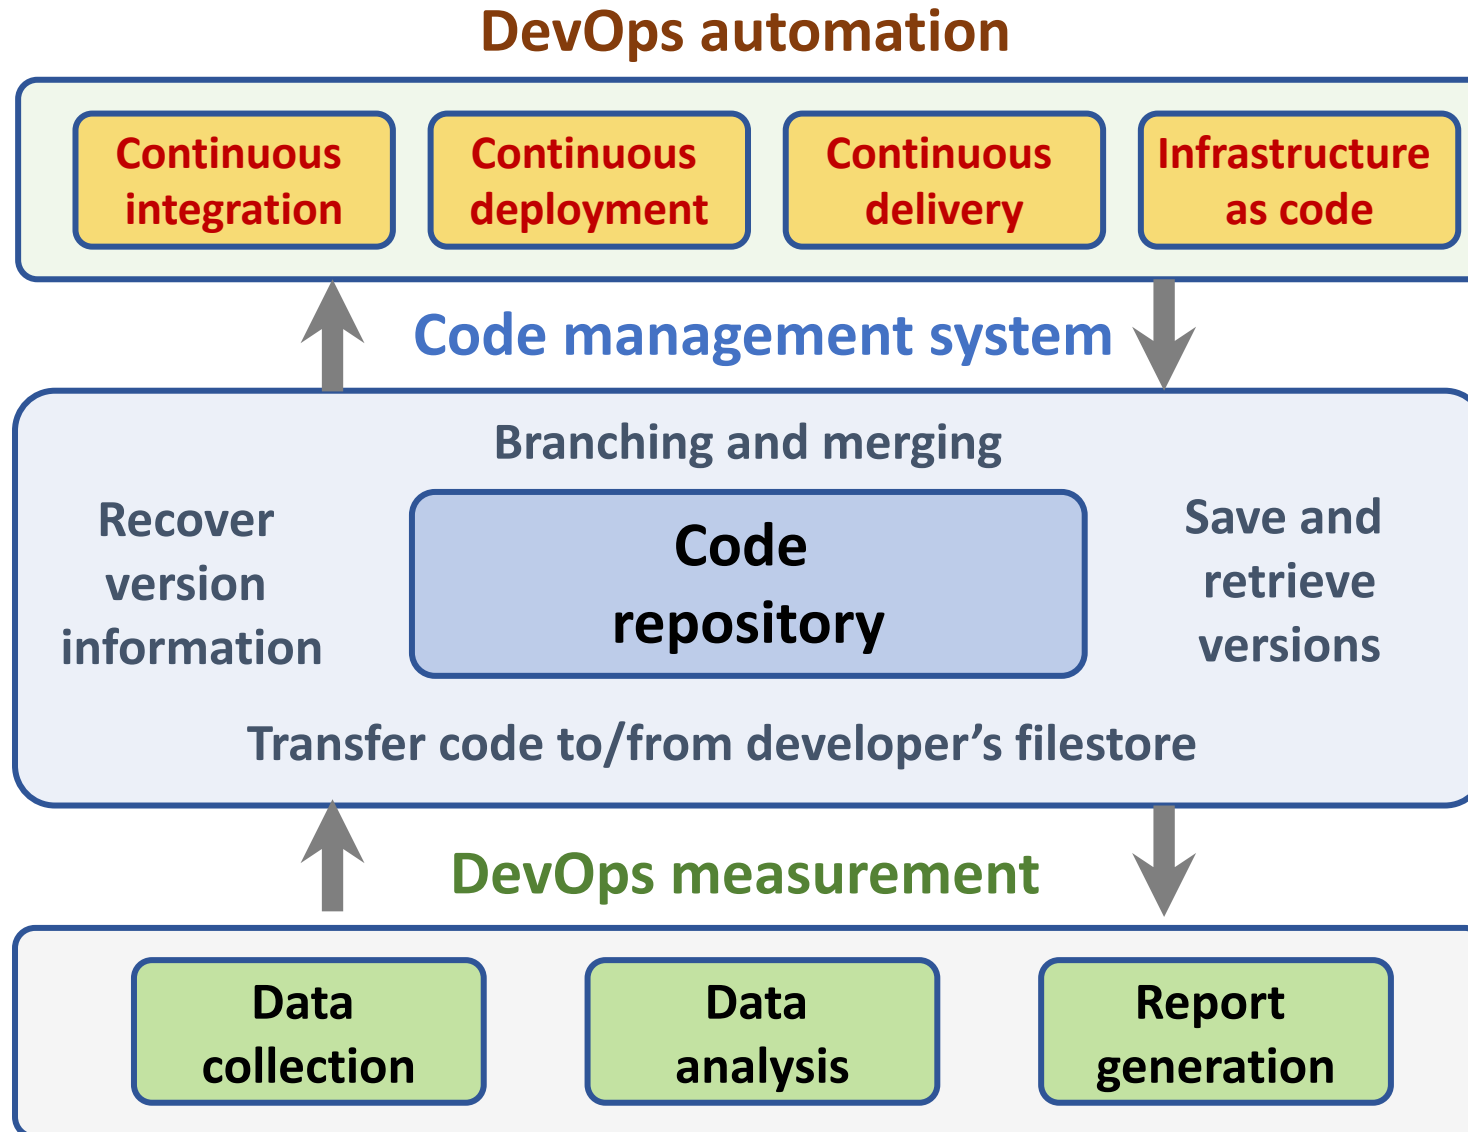 DevOps automation
Continuous
integration
Continuous
deployment
Continuous
delivery
Infrastructure
as code
Code management system
Branching and merging
Recover
version
information
Code
repository
Save and
retrieve
versions
Transfer code to/from developer’s filestore
DevOps measurement
Data
collection
Data
analysis
Report
generation